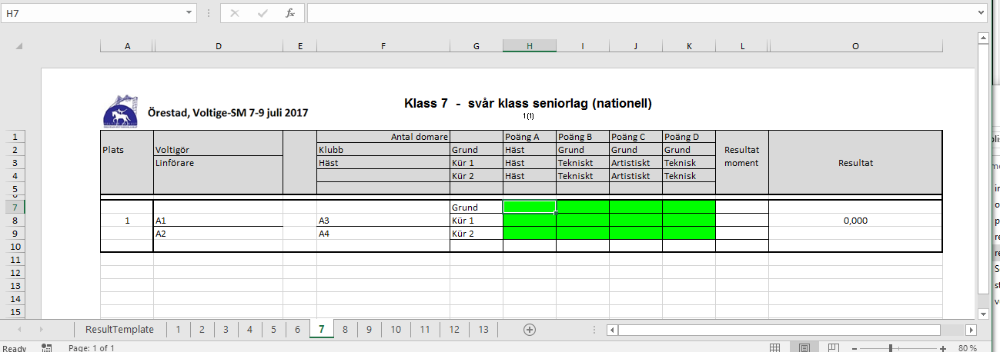 H7
fx
A D E F G H I J K L O
Örestad, Voltige-SM 7-9 juli 2017
Klass 7 - svår klass seniorlag (nationell)
1(1)
1 Antal domare Poäng A Poäng B Poäng C Poäng D
2 Plats Voltigör Klubb Grund Häst Grund Grund Grund Resultat
3 Linförare Häst Kür 1 Häst Tekniskt Artistiskt Teknisk moment Resultat
4 Kür 2 Häst Tekniskt Artistiskt Teknisk
5
6
7 Grund
8 1 A1 A3 Kür 1 0,000
9 A2 A4 Kür 2
10
11
12
13
14
15
ResultTemplate 1 2 3 4 5 6 7 8 9 10 11 12 13
Ready Page: 1 of 1 80 %